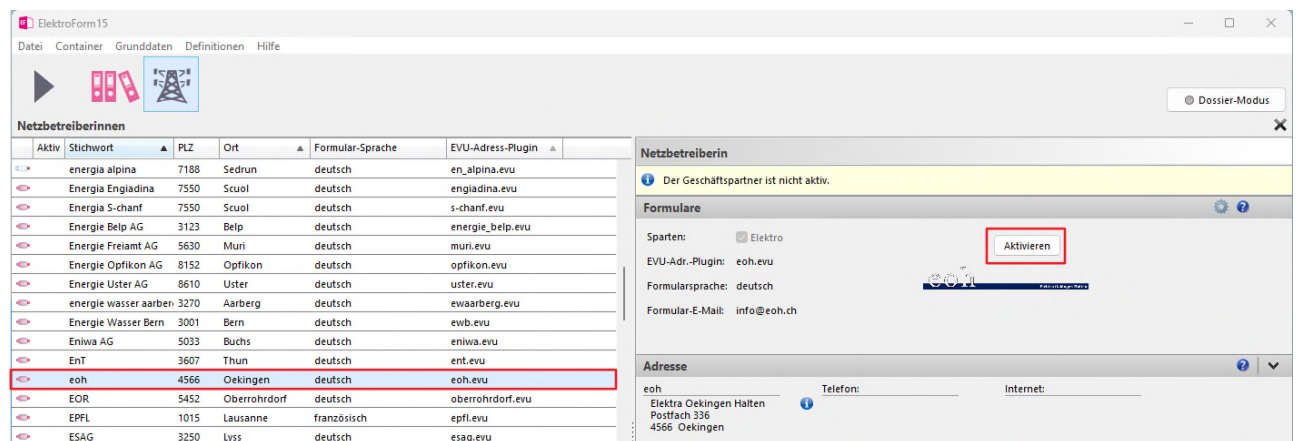 ElektroForm15
Datei Container Grunddaten Definitionen Hilfe
Dossier-Modus
Netzbetreiberinnen
Aktiv Stichwort PLZ Ort Formular-Sprache EVU-Adress-Plugin
energia alpina 7188 Sedrun deutsch en_alpina.evu
Energia Engiadina 7550 Scuol deutsch engiadina.evu
Energia S-chanf 7550 Scuol deutsch s-chanf.evu
Energie Belp AG 3123 Belp deutsch energie_belp.evu
Energie Freiamt AG 5630 Muri deutsch muri.evu
Energie Opfikon AG 8152 Opfikon deutsch opfikon.evu
Energie Uster AG 8610 Uster deutsch uster.evu
energie wasser aarber 3270 Aarberg deutsch ewaarberg.evu
Energie Wasser Bern 3001 Bern deutsch ewb.evu
Eniwa AG 5033 Buchs deutsch eniwa.evu
EnT 3607 Thun deutsch ent.evu
eoh 4566 Oekingen deutsch eoh.evu
EOR 5452 Oberrohrdorf deutsch oberrohrdorf.evu
EPFL 1015 Lausanne französisch epfl.evu
ESAG 3250 Lyss deutsch esag.evu
Netzbetreiberin
Der Geschäftspartner ist nicht aktiv.
Formulare
Sparten: Elektro
Aktivieren
EVU-Adr.-Plugin: eoh.evu
eoh
Formularsprache: deutsch
Formular-E-Mail: info@eoh.ch
Adresse
eoh Telefon: Internet:
Elektra Oekingen Halten
Postfach 336
4566 Oekingen